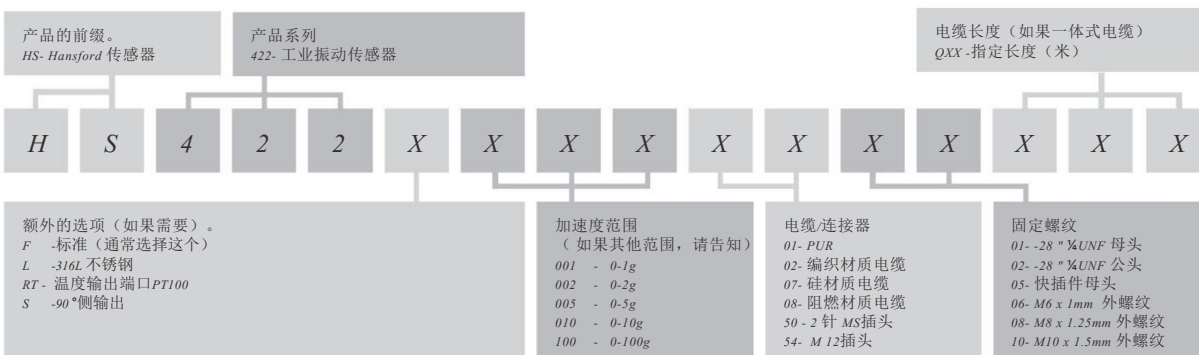 产品的前缀。
HS- Hansford 传感器
产品系列
422- 工业振动传感器
电缆长度（如果一体式电缆）
QXX -指定长度（米）
H S 4 2 2 X X X X X X X X X X X
额外的选项（如果需要）。
F -标准（通常选择这个）
L -316L 不锈钢
RT - 温度输出端口PT100
S -90°侧输出
加速度范围
（ 如果其他范围，请告知）
001 - 0-1g
002 - 0-2g
005 - 0-5g
010 - 0-10g
100 - 0-100g
电缆/连接器
01- PUR
02- 编织材质电缆
07- 硅材质电缆
08- 阻燃材质电缆
50 - 2 针 MS插头
54- M 12插头
固定螺纹
01- -28 " ¼UNF 母头
02- -28 " ¼UNF 公头
05- 快插件母头
06- M6 x 1mm 外螺纹
08- M8 x 1.25mm 外螺纹
10- M10 x 1.5mm 外螺纹